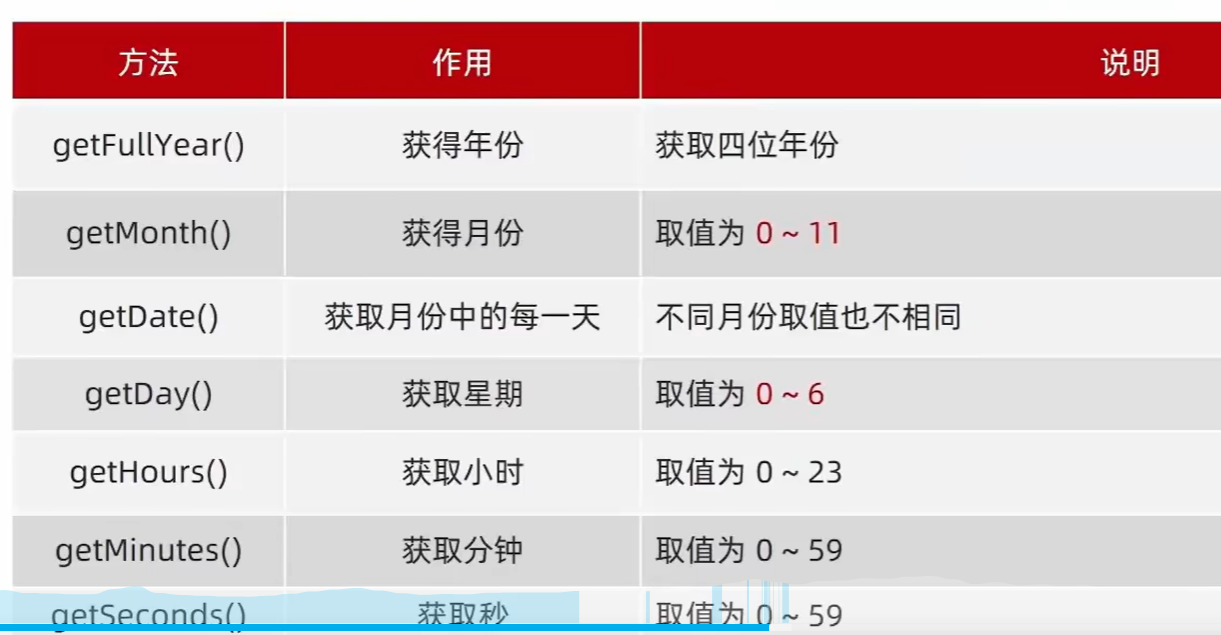 方法 作用 说明
getFullYear() 获得年份 获取四位年份
getMonth() 获得月份 取值为 0 ~ 11
getDate() 获取月份中的每一天 不同月份取值也不相同
getDay() 获取星期 取值为 0 ~ 6
getHours() 获取小时 取值为 0 ~ 23
getMinutes() 获取分钟 取值为 0 ~ 59
getSeconds() 获取秒 取值为 0 ~ 59